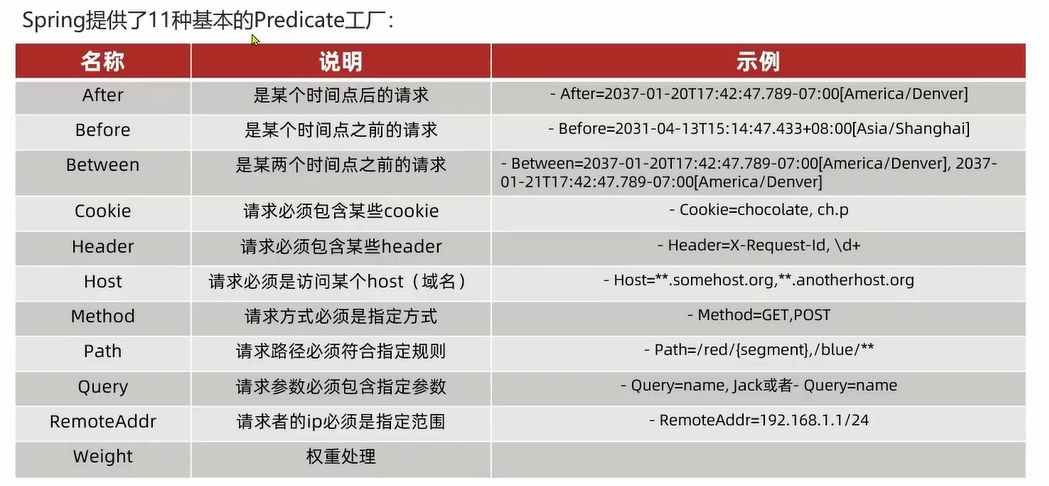 Spring提供了11种基本的Predicate工厂：
名称 说明 示例
After 是某个时间点后的请求 - After=2037-01-20T17:42:47.789-07:00[America/Denver]
Before 是某个时间点之前的请求 - Before=2031-04-13T15:14:47.433+08:00[Asia/Shanghai]
Between 是某两个时间点之前的请求 - Between=2037-01-20T17:42:47.789-07:00[America/Denver], 2037-
01-21T17:42:47.789-07:00[America/Denver]
Cookie 请求必须包含某些cookie - Cookie=chocolate, ch.p
Header 请求必须包含某些header - Header=X-Request-Id, \d+
Host 请求必须是访问某个host（域名） - Host=**.somehost.org,**.anotherhost.org
Method 请求方式必须是指定方式 - Method=GET,POST
Path 请求路径必须符合指定规则 - Path=/red/{segment},/blue/**
Query 请求参数必须包含指定参数 - Query=name, Jack或者- Query=name
RemoteAddr 请求者的ip必须是指定范围 - RemoteAddr=192.168.1.1/24
Weight 权重处理